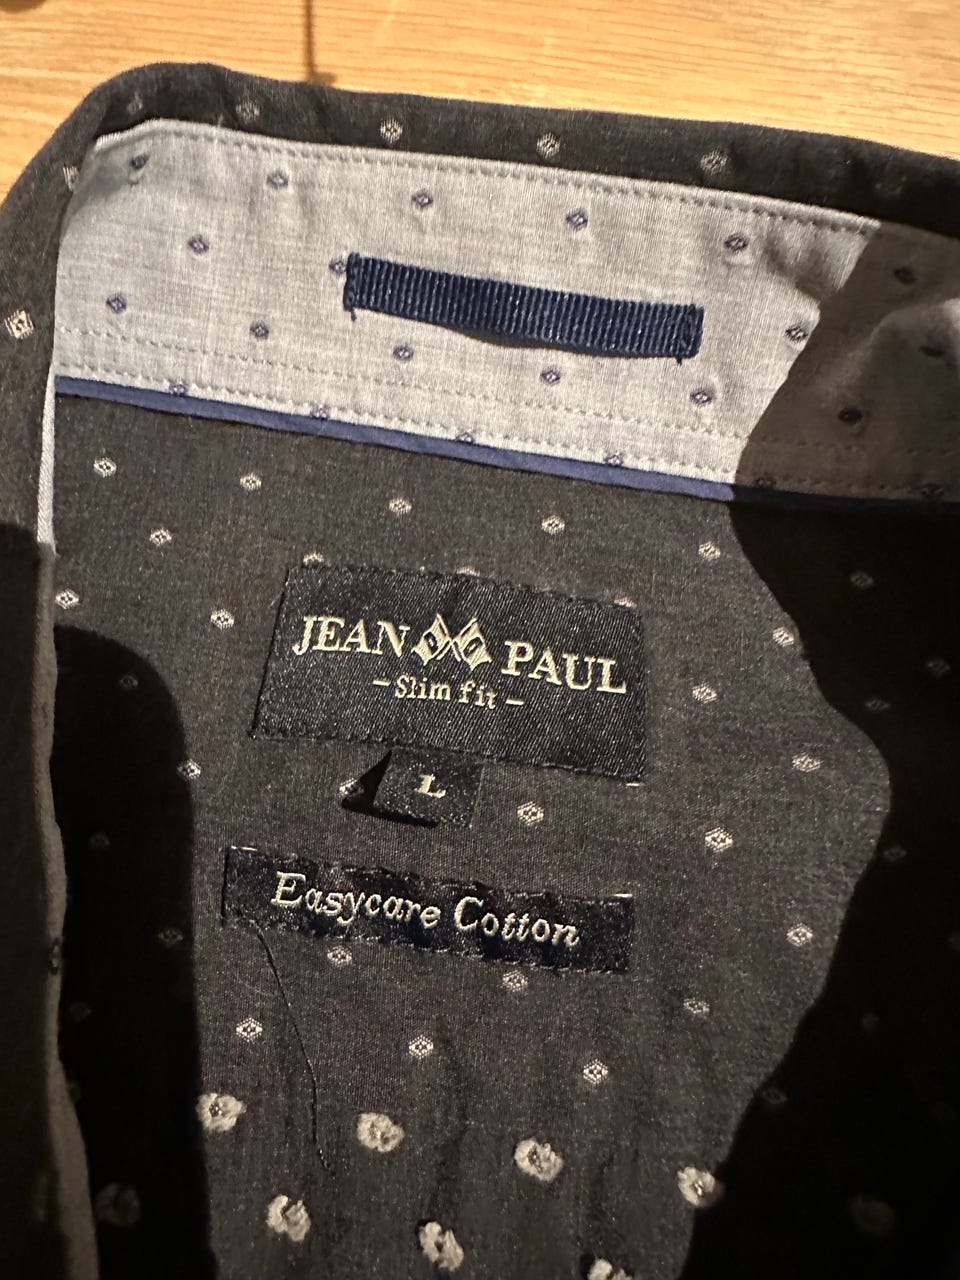 JEAN PAUL
- Slim fit -
L
Easycare Cotton